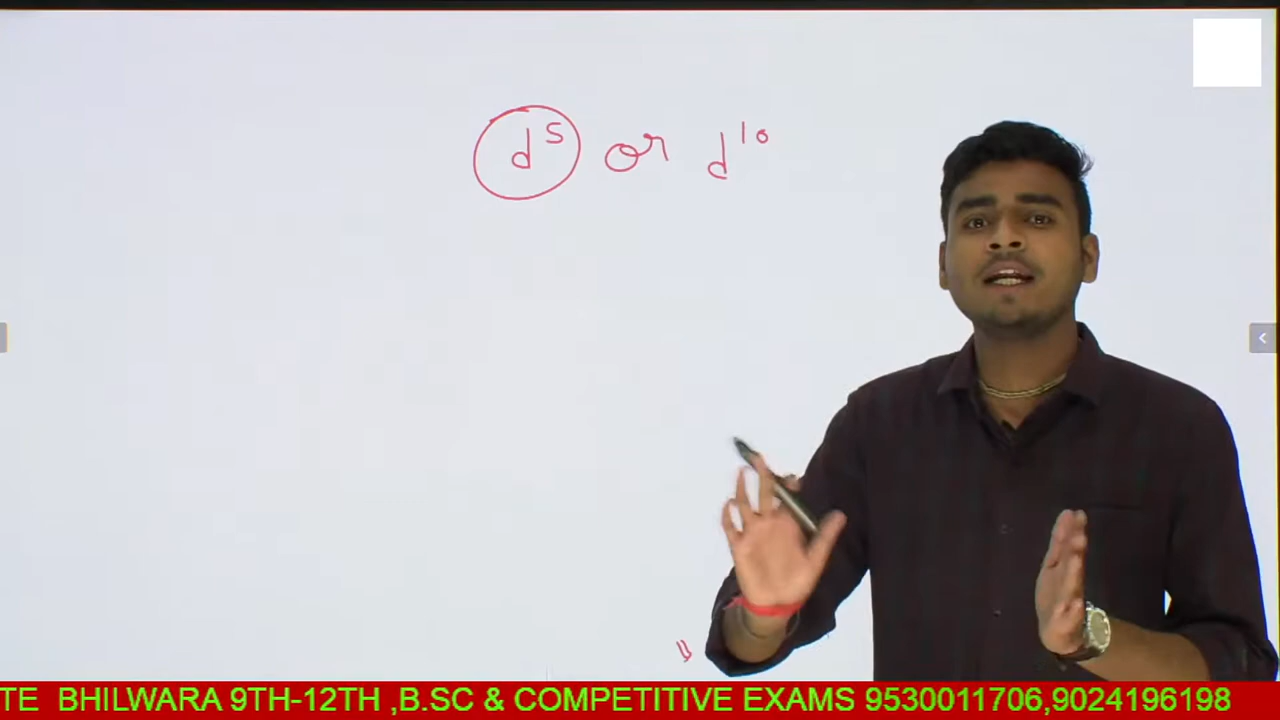 d⁵ or d¹⁰
TE BHILWARA 9TH-12TH ,B.SC & COMPETITIVE EXAMS 9530011706,9024196198